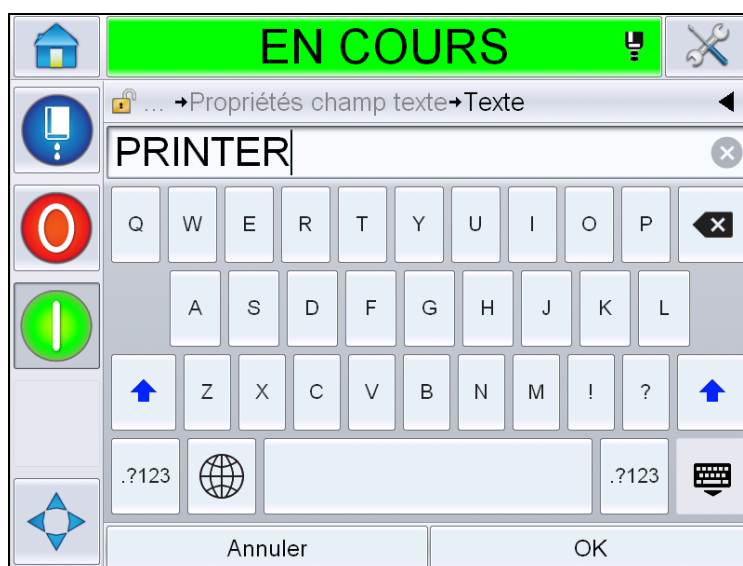 EN COURS
... →Propriétés champ texte→Texte
PRINTER
Q W E R T Y U I O P
A S D F G H J K L
Z X C V B N M ! ?
.?123 .?123
Annuler OK